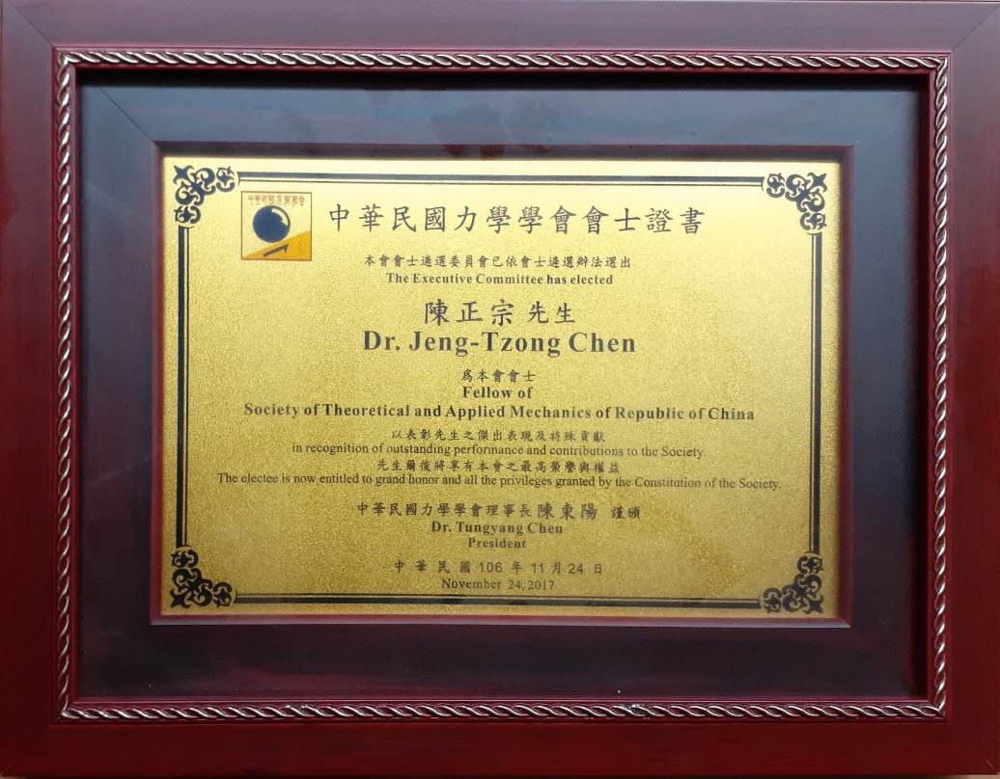 中華民國力學學會會士證書
本會會士遴選委員會已依會士遴選辦法選出
The Executive Committee has elected
陳正宗 先生
Dr. Jeng-Tzong Chen
為本會會士
Fellow of
Society of Theoretical and Applied Mechanics of Republic of China
以表彰先生之傑出表現及特殊貢獻
in recognition of outstanding performance and contributions to the Society.
先生爾後將享有本會之最高榮譽與權益
The electee is now entitled to grand honor and all the privileges granted by the Constitution of the Society.
中華民國力學學會理事長 陳東陽 謹頒
Dr. Tungyang Chen
President
中 華 民 國 106 年 11 月 24 日
November 24, 2017